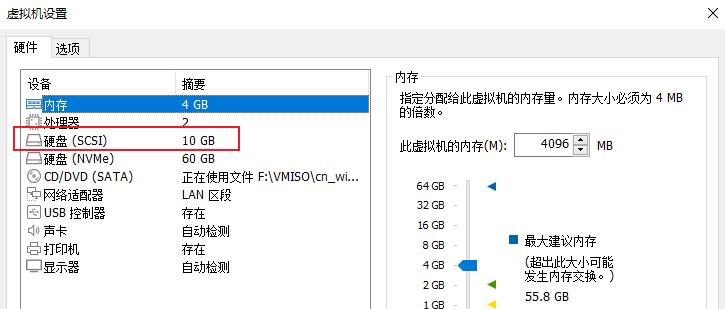 虚拟机设置
硬件 选项
设备 摘要
内存 4 GB
处理器 2
硬盘 (SCSI) 10 GB
硬盘 (NVMe) 60 GB
CD/DVD (SATA) 正在使用文件 F:\VMISO\cn_wi...
网络适配器 LAN 区段
USB 控制器 存在
声卡 自动检测
打印机 存在
显示器 自动检测
内存
指定分配给此虚拟机的内存量。内存大小必须为 4 MB
的倍数。
此虚拟机的内存(M): 4096 MB
64 GB
32 GB
16 GB
8 GB
4 GB
2 GB
1 GB
最大建议内存
(超出此大小可能
发生内存交换。)
55.8 GB